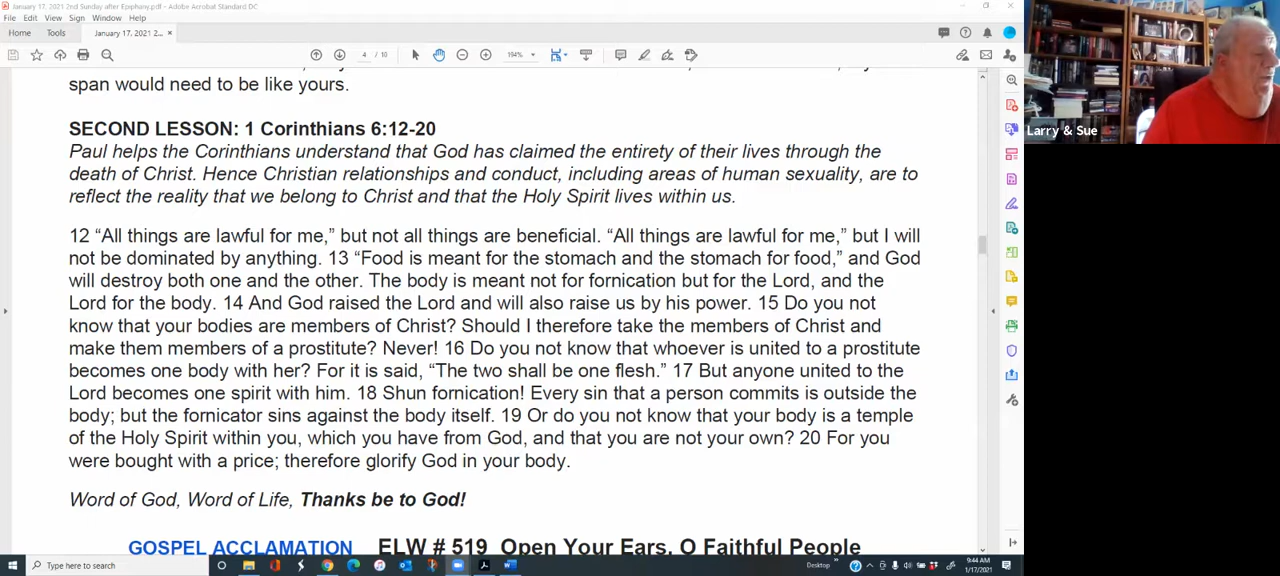 January 17, 2021 2nd Sunday after Epiphany.pdf - Adobe Acrobat Standard DC
File Edit View Sign Window Help
Home Tools January 17, 2021 2... ×
4 / 10 194%
span would need to be like yours.
SECOND LESSON: 1 Corinthians 6:12-20
Paul helps the Corinthians understand that God has claimed the entirety of their lives through the
death of Christ. Hence Christian relationships and conduct, including areas of human sexuality, are to
reflect the reality that we belong to Christ and that the Holy Spirit lives within us.
12 “All things are lawful for me,” but not all things are beneficial. “All things are lawful for me,” but I will
not be dominated by anything. 13 “Food is meant for the stomach and the stomach for food,” and God
will destroy both one and the other. The body is meant not for fornication but for the Lord, and the
Lord for the body. 14 And God raised the Lord and will also raise us by his power. 15 Do you not
know that your bodies are members of Christ? Should I therefore take the members of Christ and
make them members of a prostitute? Never! 16 Do you not know that whoever is united to a prostitute
becomes one body with her? For it is said, “The two shall be one flesh.” 17 But anyone united to the
Lord becomes one spirit with him. 18 Shun fornication! Every sin that a person commits is outside the
body; but the fornicator sins against the body itself. 19 Or do you not know that your body is a temple
of the Holy Spirit within you, which you have from God, and that you are not your own? 20 For you
were bought with a price; therefore glorify God in your body.
Word of God, Word of Life, Thanks be to God!
GOSPEL ACCLAMATION ELW # 519 Open Your Ears, O Faithful People
Larry & Sue
Type here to search
Desktop
9:44 AM
1/17/2021